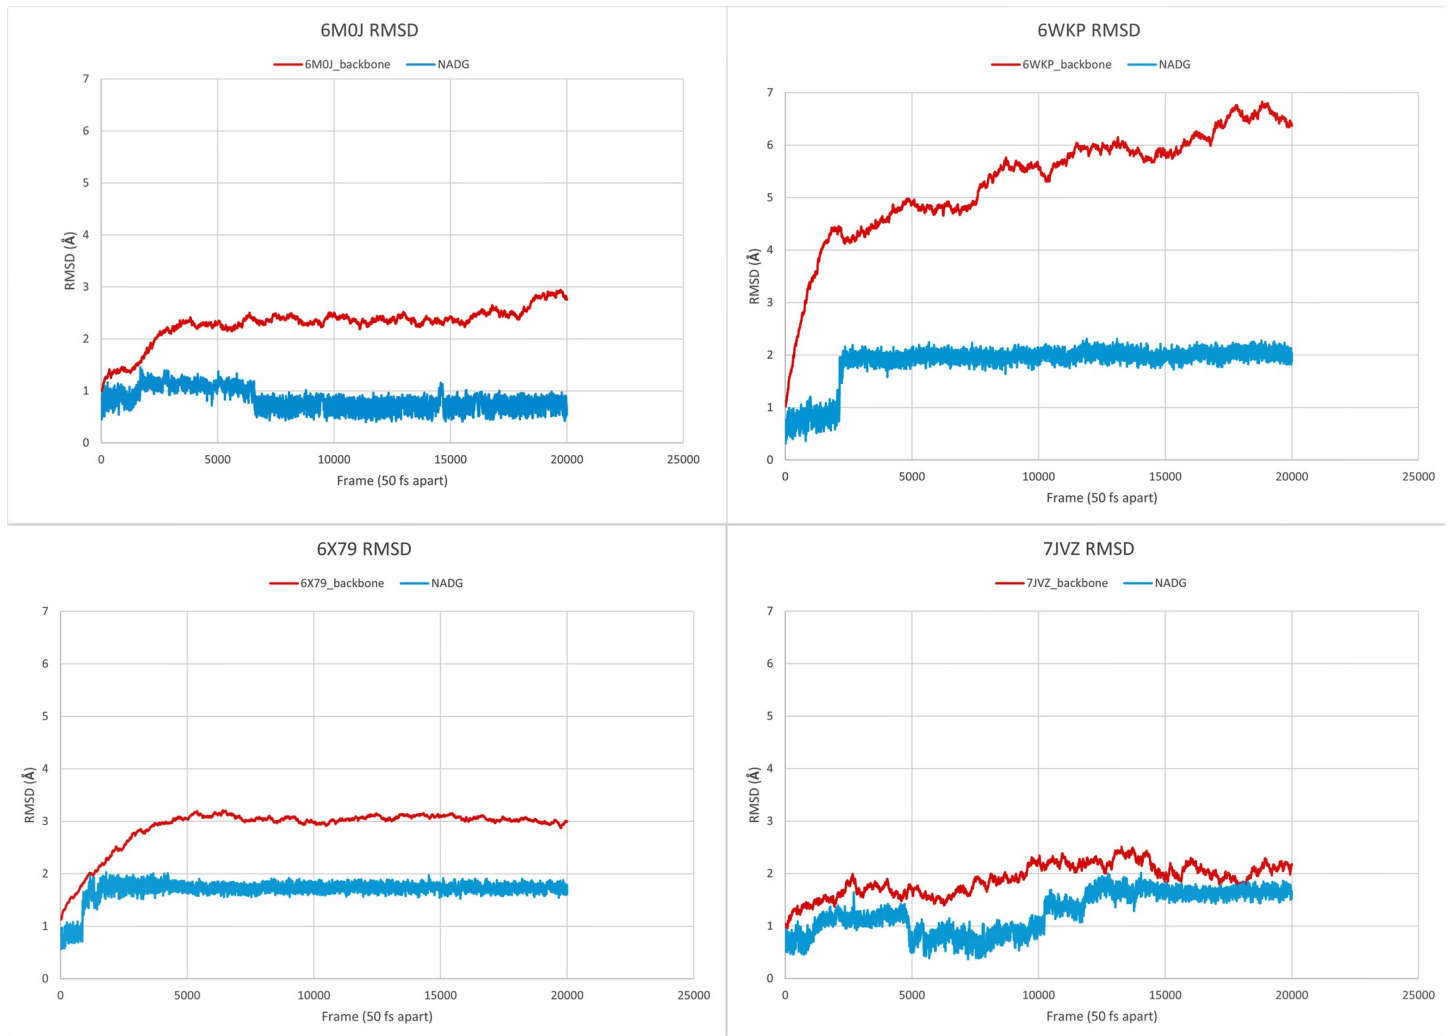 6M0J RMSD
6M0J_backbone NADG
7
6
5
4
3
2
1
0
RMSD (Å)
0 5000 10000 15000 20000 25000
Frame (50 fs apart)
6WKP RMSD
6WKP_backbone NADG
7
6
5
4
3
2
1
0
RMSD (Å)
0 5000 10000 15000 20000 25000
Frame (50 fs apart)
6X79 RMSD
6X79_backbone NADG
7
6
5
4
3
2
1
0
RMSD (Å)
0 5000 10000 15000 20000 25000
Frame (50 fs apart)
7JVZ RMSD
7JVZ_backbone NADG
7
6
5
4
3
2
1
0
RMSD (Å)
0 5000 10000 15000 20000 25000
Frame (50 fs apart)